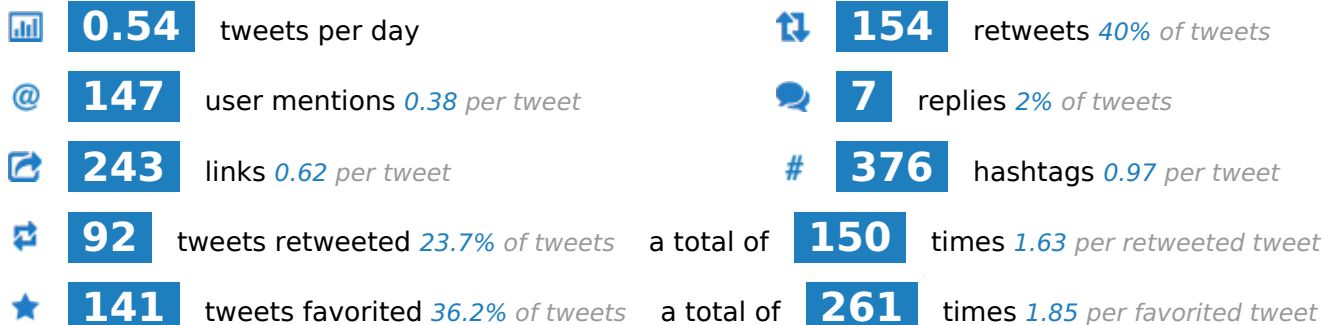 0.54 tweets per day
154 retweets 40% of tweets
@ 147 user mentions 0.38 per tweet
7 replies 2% of tweets
243 links 0.62 per tweet
# 376 hashtags 0.97 per tweet
92 tweets retweeted 23.7% of tweets a total of 150 times 1.63 per retweeted tweet
141 tweets favorited 36.2% of tweets a total of 261 times 1.85 per favorited tweet